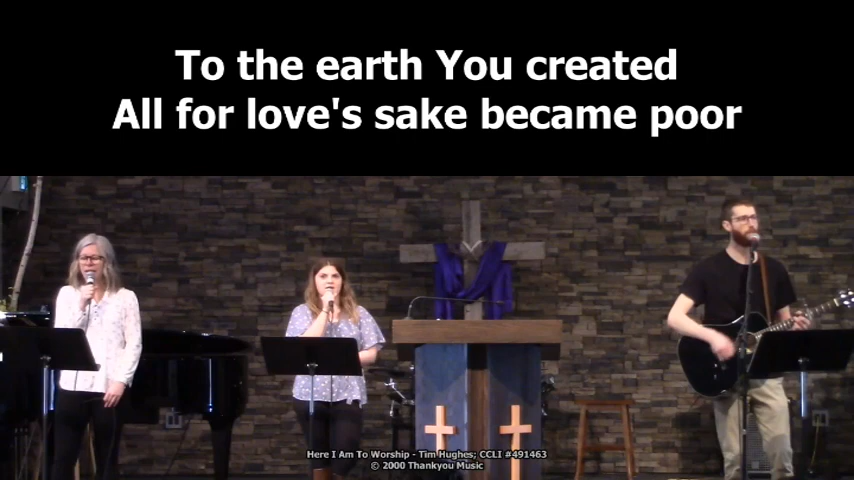 To the earth You created
All for love's sake became poor
Here I Am To Worship - Tim Hughes; CCLI #491463
© 2000 Thankyou Music